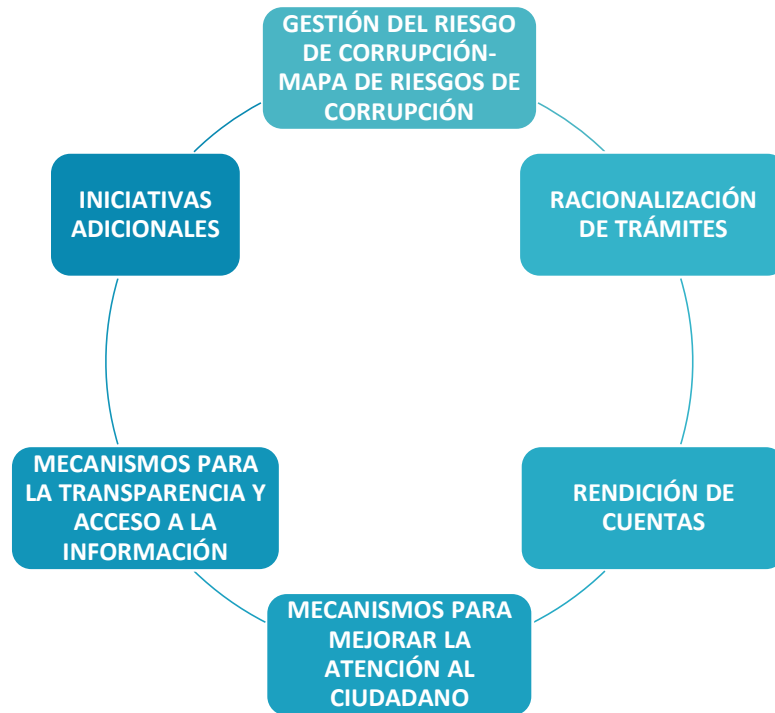 GESTIÓN DEL RIESGO
DE CORRUPCIÓN-
MAPA DE RIESGOS DE
CORRUPCIÓN
RACIONALIZACIÓN
DE TRÁMITES
RENDICIÓN DE
CUENTAS
MECANISMOS PARA
MEJORAR LA
ATENCIÓN AL
CIUDADANO
MECANISMOS PARA
LA TRANSPARENCIA Y
ACCESO A LA
INFORMACIÓN
INICIATIVAS
ADICIONALES